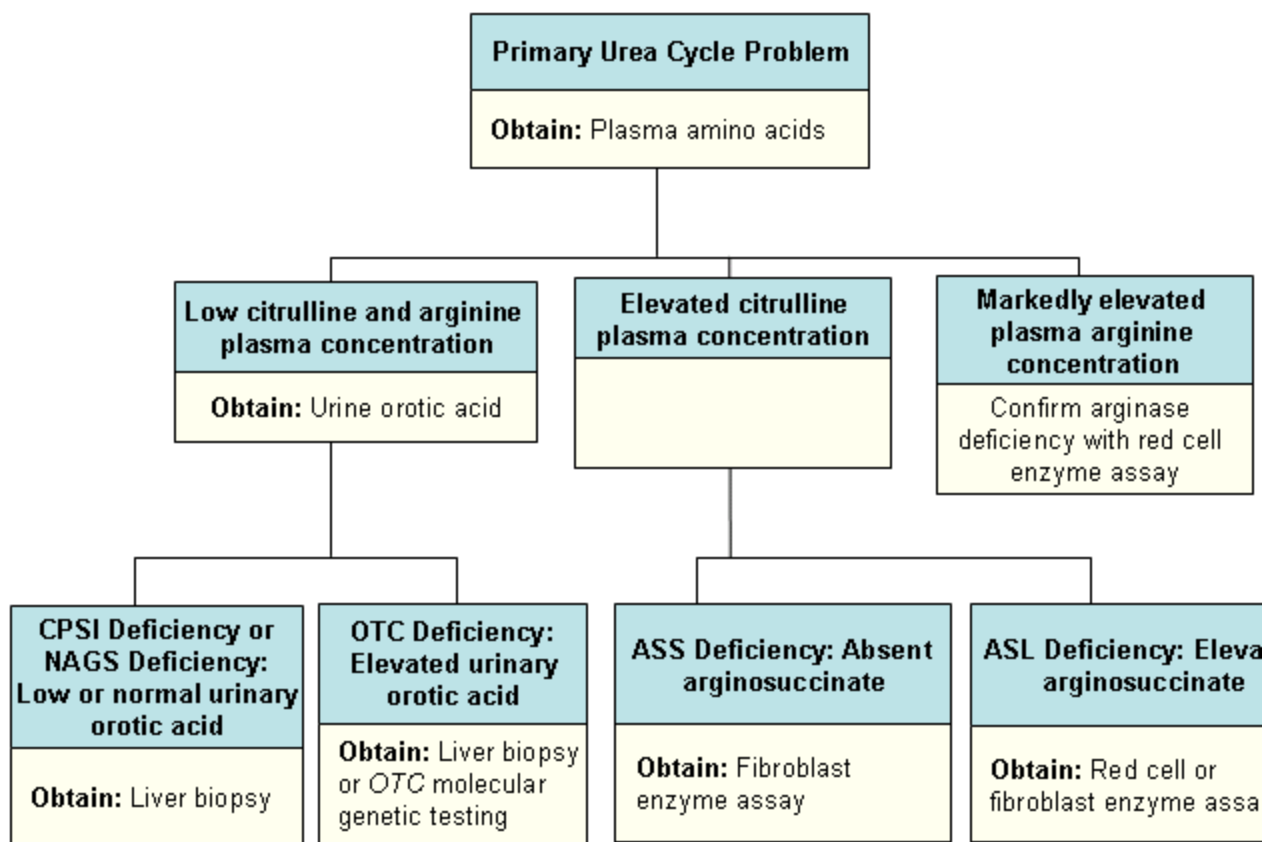 Primary Urea Cycle Problem
Obtain: Plasma amino acids
Low citrulline and arginine
plasma concentration
Obtain: Urine orotic acid
Elevated citrulline
plasma concentration
Markedly elevated
plasma arginine
concentration
Confirm arginase
deficiency with red cell
enzyme assay
CPSI Deficiency or
NAGS Deficiency:
Low or normal urinary
orotic acid
Obtain: Liver biopsy
OTC Deficiency:
Elevated urinary
orotic acid
Obtain: Liver biopsy
or OTC molecular
genetic testing
ASS Deficiency: Absent
arginosuccinate
Obtain: Fibroblast
enzyme assay
ASL Deficiency:
arginosuccinate
Obtain: Red cell or
fibroblast enzyme